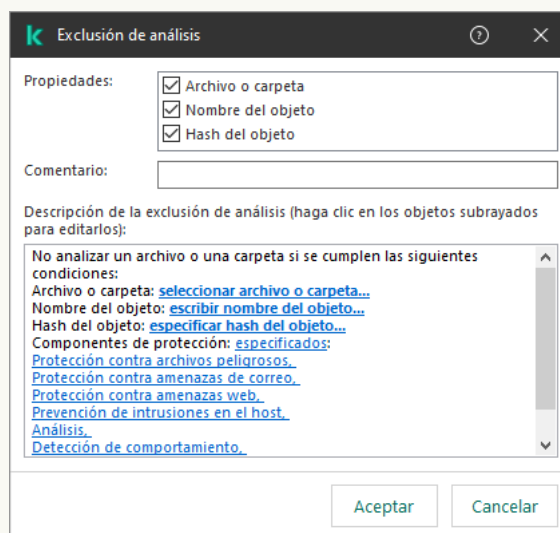 Exclusión de análisis
Propiedades:
Archivo o carpeta
Nombre del objeto
Hash del objeto
Comentario:
Descripción de la exclusión de análisis (haga clic en los objetos subrayados
para editarlos):
No analizar un archivo o una carpeta si se cumplen las siguientes
condiciones:
Archivo o carpeta: seleccionar archivo o carpeta...
Nombre del objeto: escribir nombre del objeto...
Hash del objeto: especificar hash del objeto...
Componentes de protección: especificados:
Protección contra archivos peligrosos,
Protección contra amenazas de correo,
Protección contra amenazas web,
Prevención de intrusiones en el host,
Análisis,
Detección de comportamiento,
Aceptar Cancelar